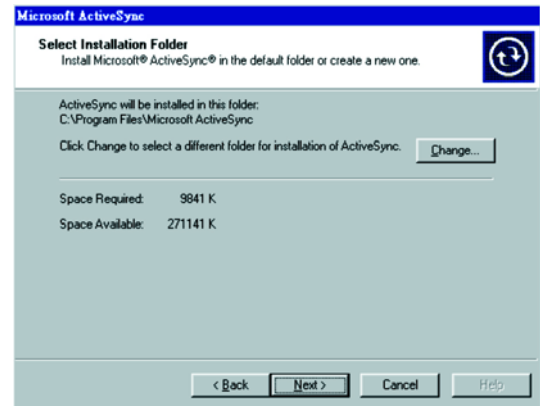 Microsoft ActiveSync
Select Installation Folder
Install Microsoft® ActiveSync® in the default folder or create a new one.
ActiveSync will be installed in this folder:
C:\Program Files\Microsoft ActiveSync
Click Change to select a different folder for installation of ActiveSync.
Change...
Space Required: 9841 K
Space Available: 271141 K
< Back Next > Cancel Help